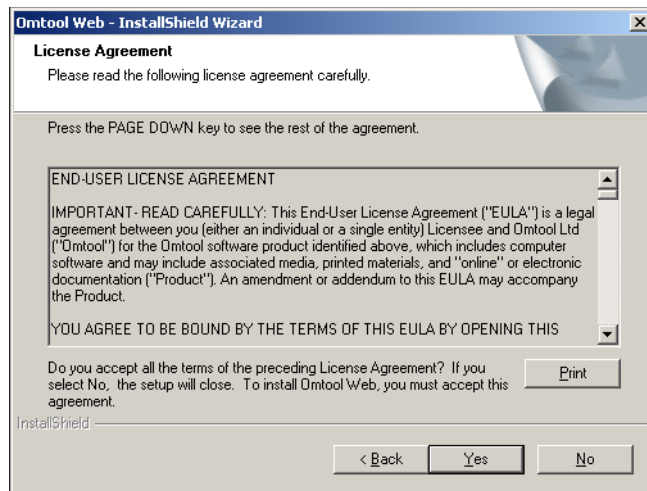 Omtool Web - InstallShield Wizard
License Agreement
Please read the following license agreement carefully.
Press the PAGE DOWN key to see the rest of the agreement.
END-USER LICENSE AGREEMENT
IMPORTANT- READ CAREFULLY: This End-User License Agreement ("EULA") is a legal
agreement between you (either an individual or a single entity) Licensee and Omtool Ltd
("Omtool") for the Omtool software product identified above, which includes computer
software and may include associated media, printed materials, and "online" or electronic
documentation ("Product"). An amendment or addendum to this EULA may accompany
the Product.
YOU AGREE TO BE BOUND BY THE TERMS OF THIS EULA BY OPENING THIS
Do you accept all the terms of the preceding License Agreement? If you
select No, the setup will close. To install Omtool Web, you must accept this
agreement.
Print
InstallShield
< Back
Yes
No